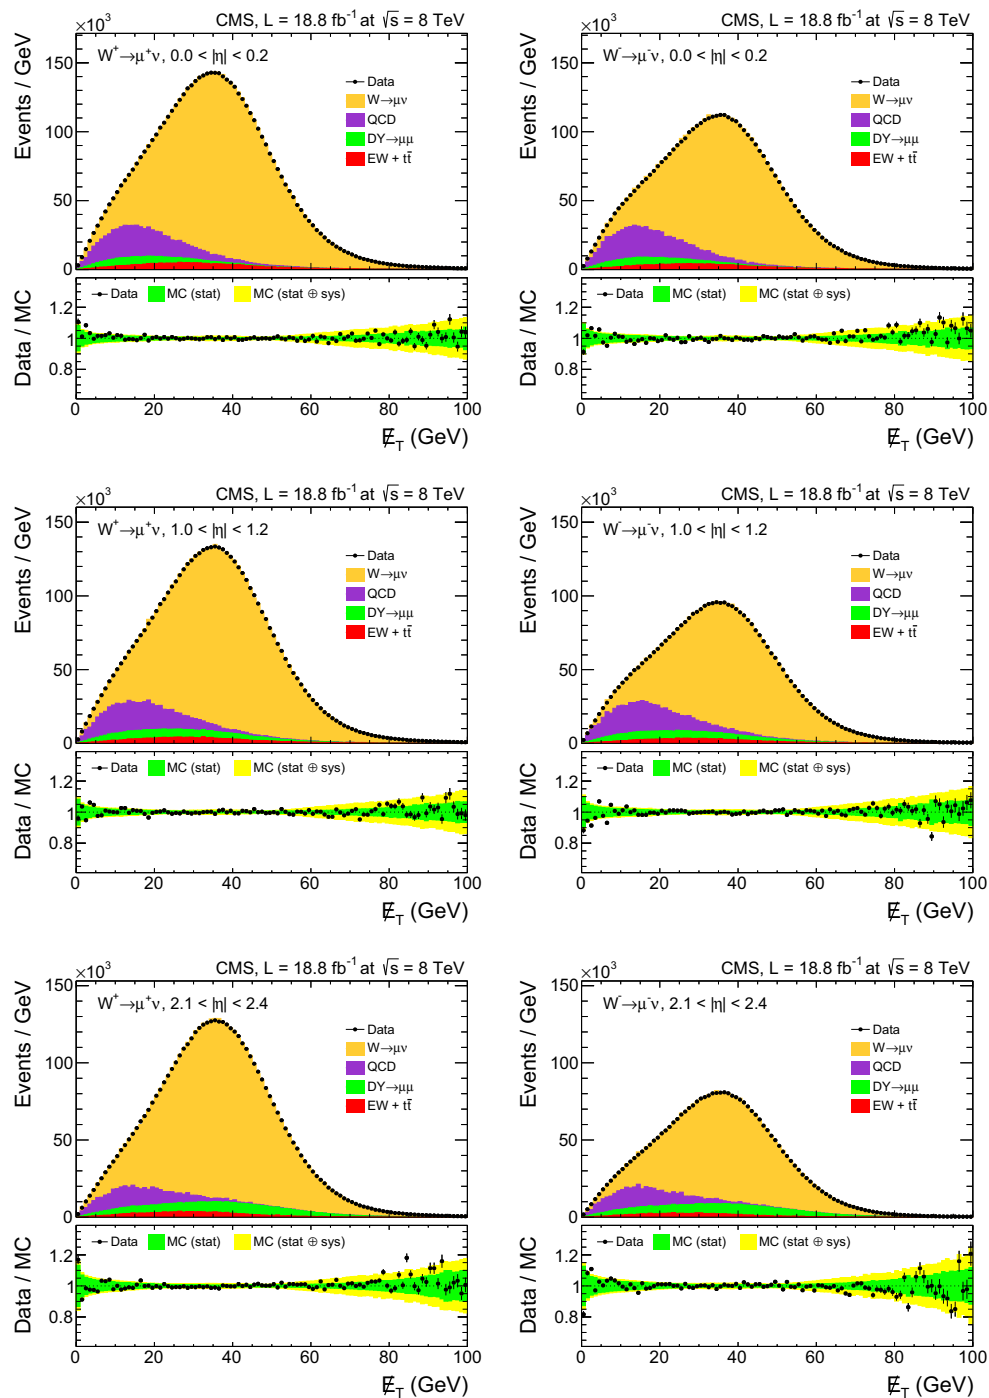 CMS, L = 18.8 fb⁻¹ at √s = 8 TeV
×10³
W⁺→μ⁺ν, 0.0 < |η| < 0.2
Events / GeV
150
100
50
0
Data
W→μν
QCD
DY→μμ
EW + tt̄
Data / MC
1.2
1
0.8
Data MC (stat) MC (stat ⊕ sys)
0 20 40 60 80 100
E̸_T (GeV)
CMS, L = 18.8 fb⁻¹ at √s = 8 TeV
×10³
W⁻→μ⁻ν, 0.0 < |η| < 0.2
Events / GeV
150
100
50
0
Data
W→μν
QCD
DY→μμ
EW + tt̄
Data / MC
1.2
1
0.8
Data MC (stat) MC (stat ⊕ sys)
0 20 40 60 80 100
E̸_T (GeV)
CMS, L = 18.8 fb⁻¹ at √s = 8 TeV
×10³
W⁺→μ⁺ν, 1.0 < |η| < 1.2
Events / GeV
150
100
50
0
Data
W→μν
QCD
DY→μμ
EW + tt̄
Data / MC
1.2
1
0.8
Data MC (stat) MC (stat ⊕ sys)
0 20 40 60 80 100
E̸_T (GeV)
CMS, L = 18.8 fb⁻¹ at √s = 8 TeV
×10³
W⁻→μ⁻ν, 1.0 < |η| < 1.2
Events / GeV
150
100
50
0
Data
W→μν
QCD
DY→μμ
EW + tt̄
Data / MC
1.2
1
0.8
Data MC (stat) MC (stat ⊕ sys)
0 20 40 60 80 100
E̸_T (GeV)
CMS, L = 18.8 fb⁻¹ at √s = 8 TeV
×10³
W⁺→μ⁺ν, 2.1 < |η| < 2.4
Events / GeV
150
100
50
0
Data
W→μν
QCD
DY→μμ
EW + tt̄
Data / MC
1.2
1
0.8
Data MC (stat) MC (stat ⊕ sys)
0 20 40 60 80 100
E̸_T (GeV)
CMS, L = 18.8 fb⁻¹ at √s = 8 TeV
×10³
W⁻→μ⁻ν, 2.1 < |η| < 2.4
Events / GeV
150
100
50
0
Data
W→μν
QCD
DY→μμ
EW + tt̄
Data / MC
1.2
1
0.8
Data MC (stat) MC (stat ⊕ sys)
0 20 40 60 80 100
E̸_T (GeV)